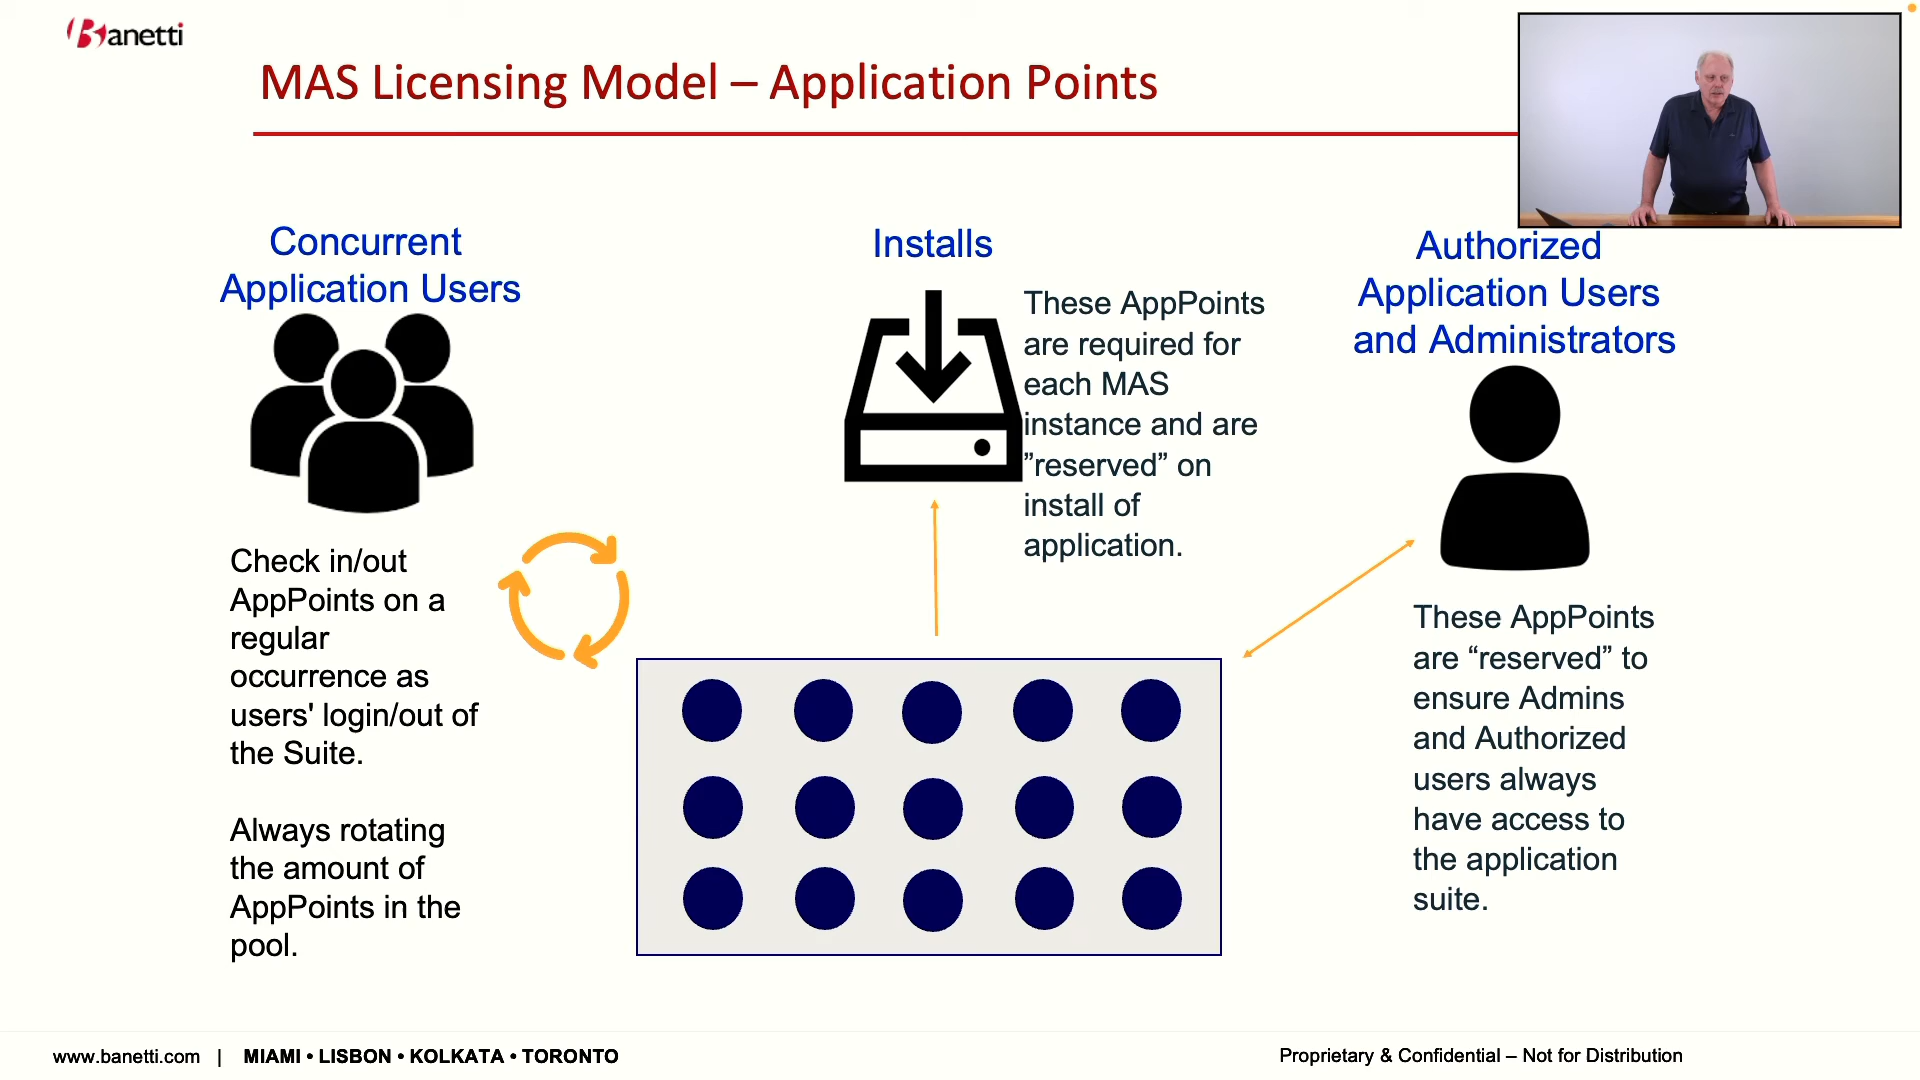 Banetti
MAS Licensing Model – Application Points
Concurrent
Application Users
Check in/out
AppPoints on a
regular
occurrence as
users' login/out of
the Suite.
Always rotating
the amount of
AppPoints in the
pool.
Installs
These AppPoints
are required for
each MAS
instance and are
”reserved” on
install of
application.
Authorized
Application Users
and Administrators
These AppPoints
are “reserved” to
ensure Admins
and Authorized
users always
have access to
the application
suite.
www.banetti.com | MIAMI • LISBON • KOLKATA • TORONTO
Proprietary & Confidential – Not for Distribution